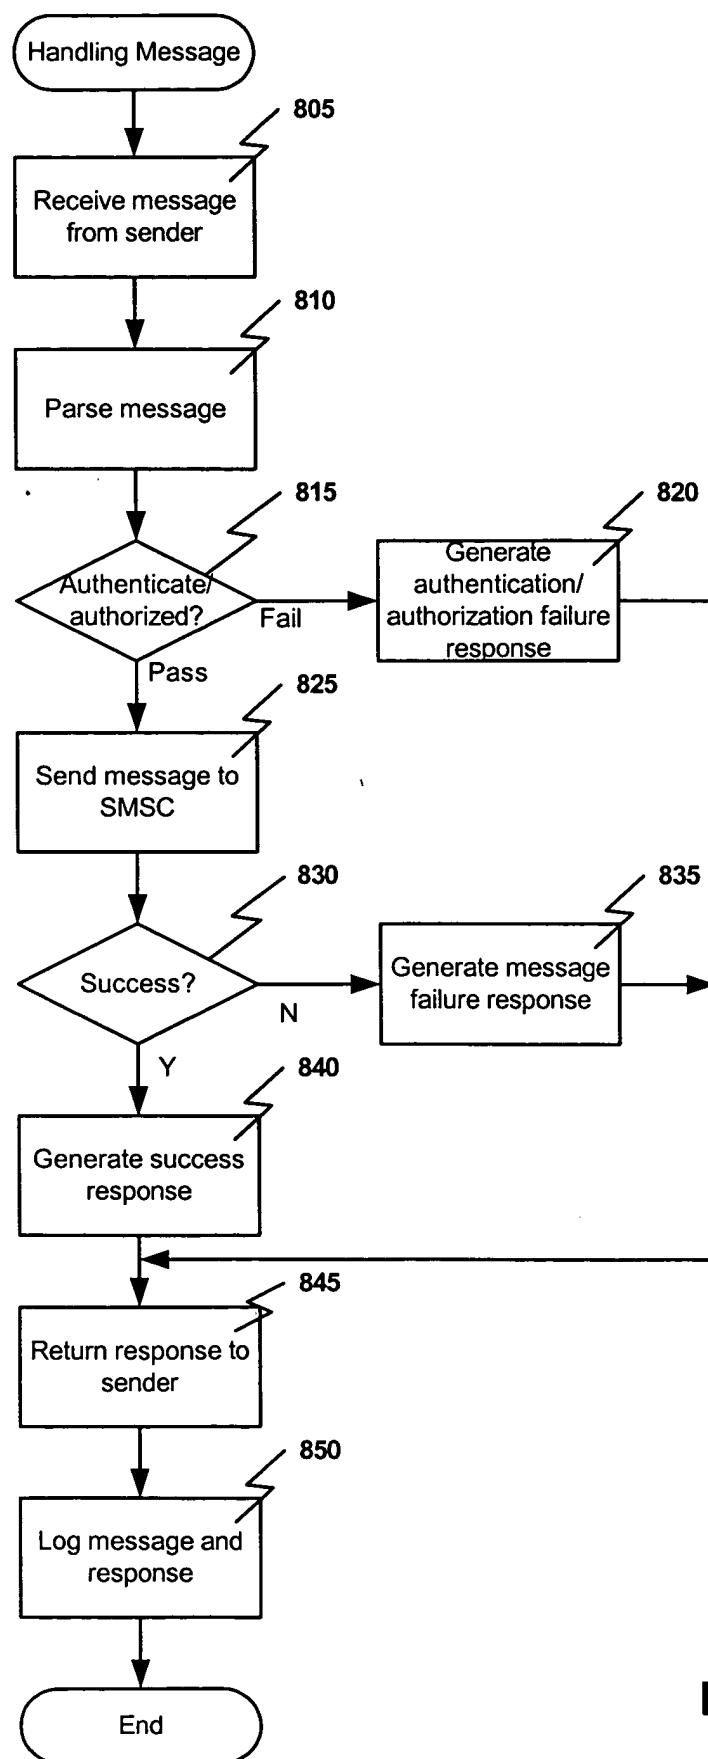 Handling Message
805
Receive message
from sender
810
Parse message
815
Authenticate/
authorized?
Fail
Pass
820
Generate
authentication/
authorization failure
response
825
Send message to
SMSC
830
Success?
N
Y
835
Generate message
failure response
840
Generate success
response
845
Return response to
sender
850
Log message and
response
End